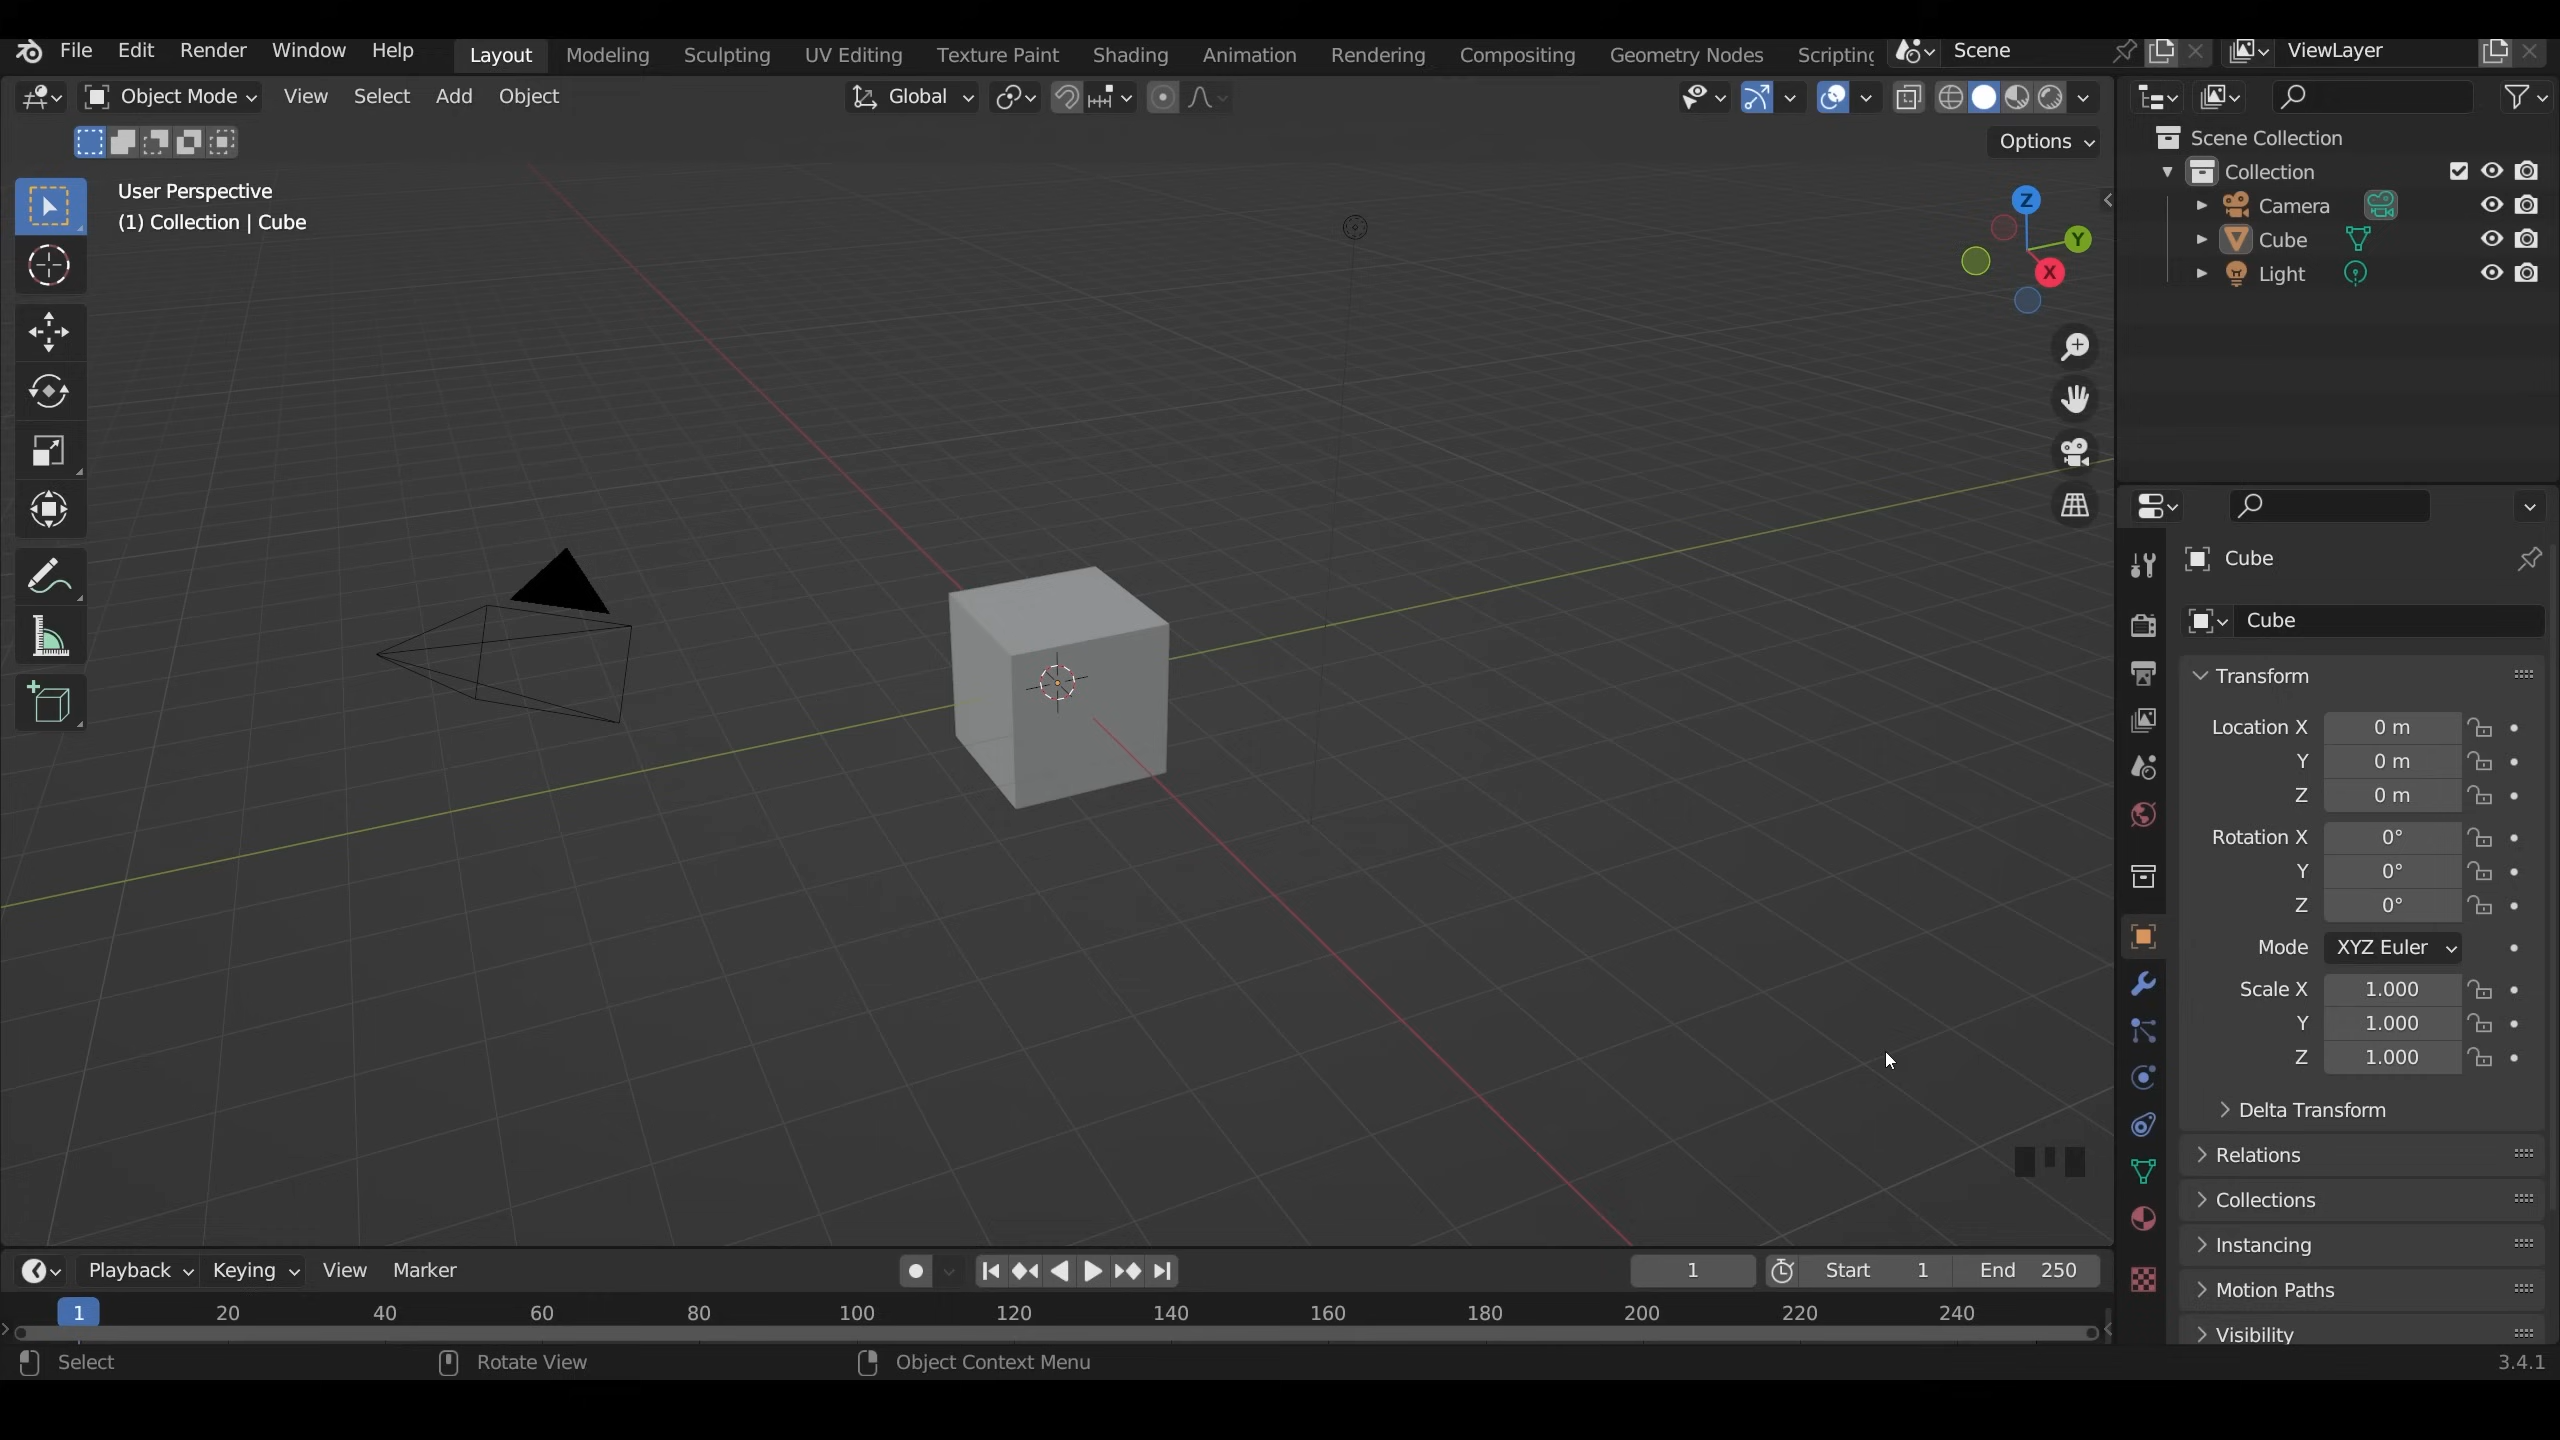 File Edit Render Window Help Layout Modeling Sculpting UV Editing Texture Paint Shading Animation Rendering Compositing Geometry Nodes Scripting Scene ViewLayer
Object Mode View Select Add Object Global
Options
User Perspective
(1) Collection | Cube
Z
Y
X
Scene Collection
Collection
Camera
Cube
Light
Cube
Cube
Transform
Location X 0 m
Y 0 m
Z 0 m
Rotation X 0°
Y 0°
Z 0°
Mode XYZ Euler
Scale X 1.000
Y 1.000
Z 1.000
Delta Transform
Relations
Collections
Instancing
Motion Paths
Visibility
Playback Keying View Marker 1 Start 1 End 250
1 20 40 60 80 100 120 140 160 180 200 220 240
Select Rotate View Object Context Menu 3.4.1